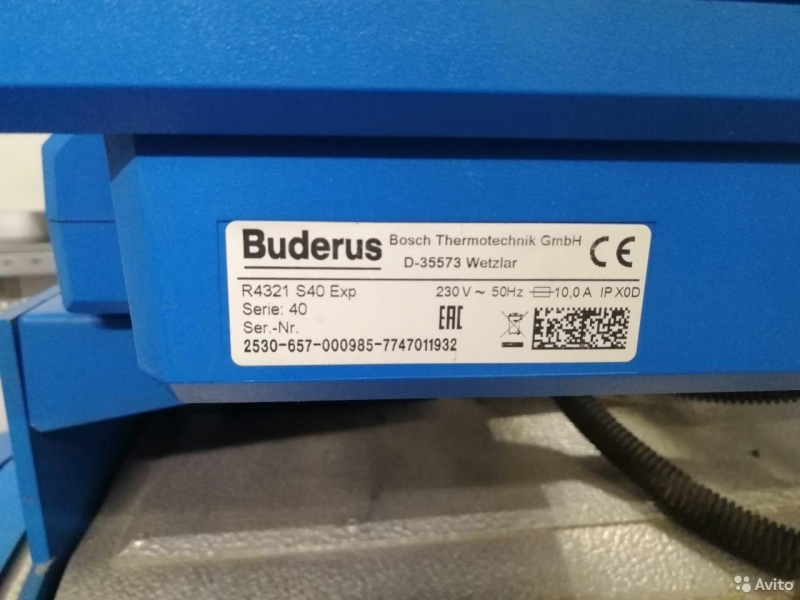 Buderus
Bosch Thermotechnik GmbH
D-35573 Wetzlar
CE
R4321 S40 Exp
230 V ~ 50Hz 10,0 A IP X0D
Serie: 40
Ser.-Nr.
EAC
2530-657-000985-7747011932
Avito